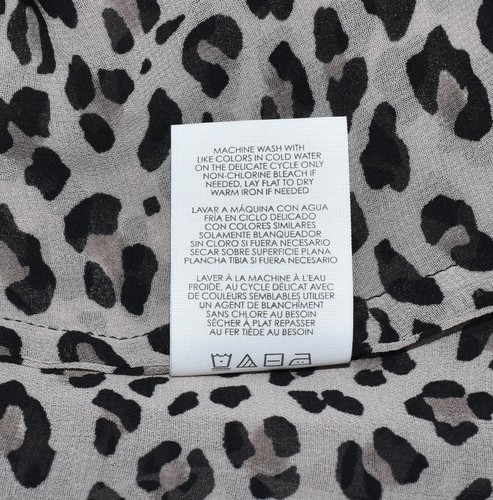 MACHINE WASH WITH
LIKE COLORS IN COLD WATER
ON THE DELICATE CYCLE ONLY
NON-CHLORINE BLEACH IF
NEEDED, LAY FLAT TO DRY
WARM IRON IF NEEDED
LAVAR A MÁQUINA CON AGUA
FRÍA EN CICLO DELICADO
CON COLORES SIMILARES
SOLAMENTE BLANQUEADOR
SIN CLORO SI FUERA NECESARIO
SECAR SOBRE SUPERFICIE PLANA
PLANCHA TIBIA SI FUERA NECESARIO
LAVER À LA MACHINE À L'EAU
FROIDE, AU CYCLE DÉLICAT AVEC
DE COULEURS SEMBLABLES UTILISER
UN AGENT DE BLANCHÎMENT
SANS CHLORE AU BESOIN
SÉCHER À PLAT REPASSER
AU FER TIÈDE AU BESOIN